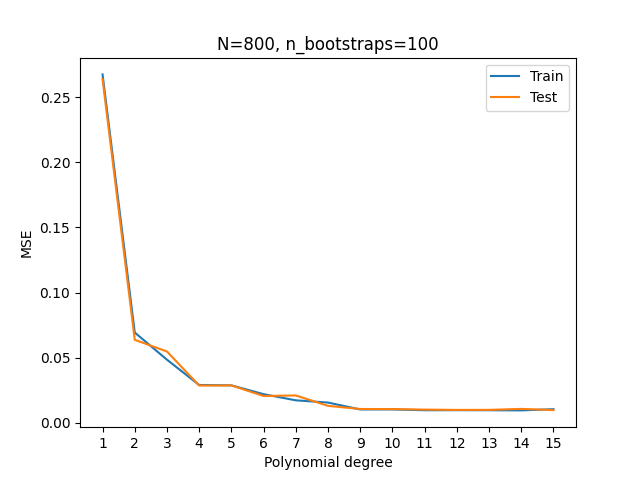 N=800, n_bootstraps=100
Train
Test
MSE
0.25
0.20
0.15
0.10
0.05
0.00
1 2 3 4 5 6 7 8 9 10 11 12 13 14 15
Polynomial degree